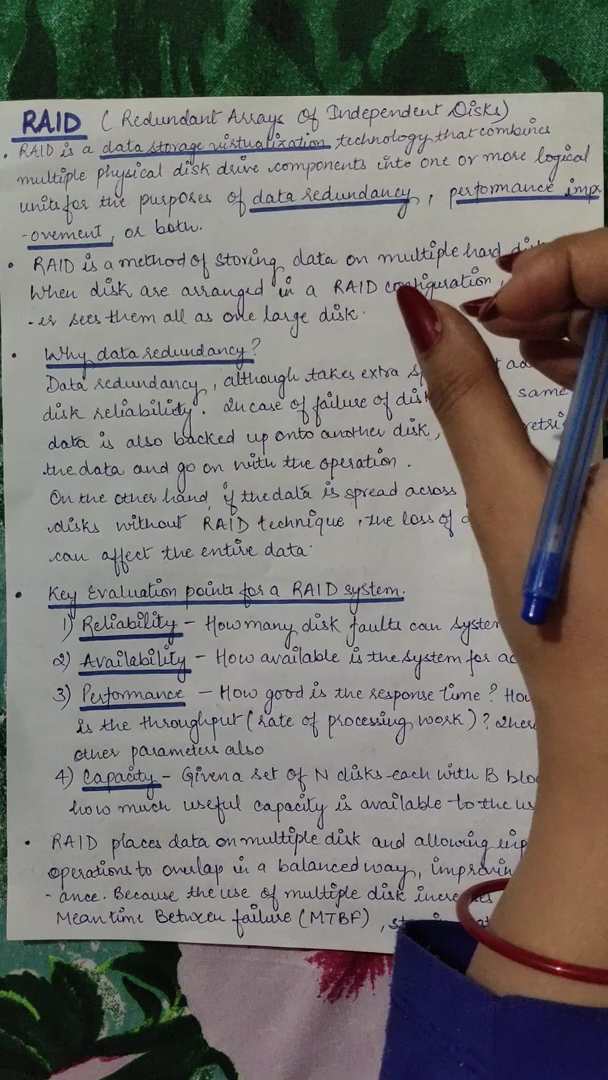 RAID ( Redundant Arrays Of Independent Disks)
• RAID is a data storage virtualization technology that combines
multiple physical disk drive components into one or more logical
units for the purposes of data redundancy, performance impr
-ovement, or both.
• RAID is a method of storing data on multiple hard disk
When disk are arranged in a RAID configuration,
-er sees them all as one large disk.
• Why data redundancy?
Data redundancy, although takes extra ad
disk reliability. In case of failure of disk same
data is also backed up onto another disk, retri
the data and go on with the operation.
On the other hand, if the data is spread across
disks without RAID technique, the loss of
can affect the entire data.
• Key Evaluation points for a RAID system.
1) Reliability - How many disk faults can system
2) Availability - How available is the system for ac
3) Performance - How good is the response time? How
is the throughput (rate of processing work)?
other parameters also
4) Capacity - Given a set of N disks each with B blo
how much useful capacity is available to the us
• RAID places data on multiple disk and allowing inp
operations to overlap in a balanced way, improvin
-ance. Because the use of multiple disk increases
Mean time Between failure (MTBF),